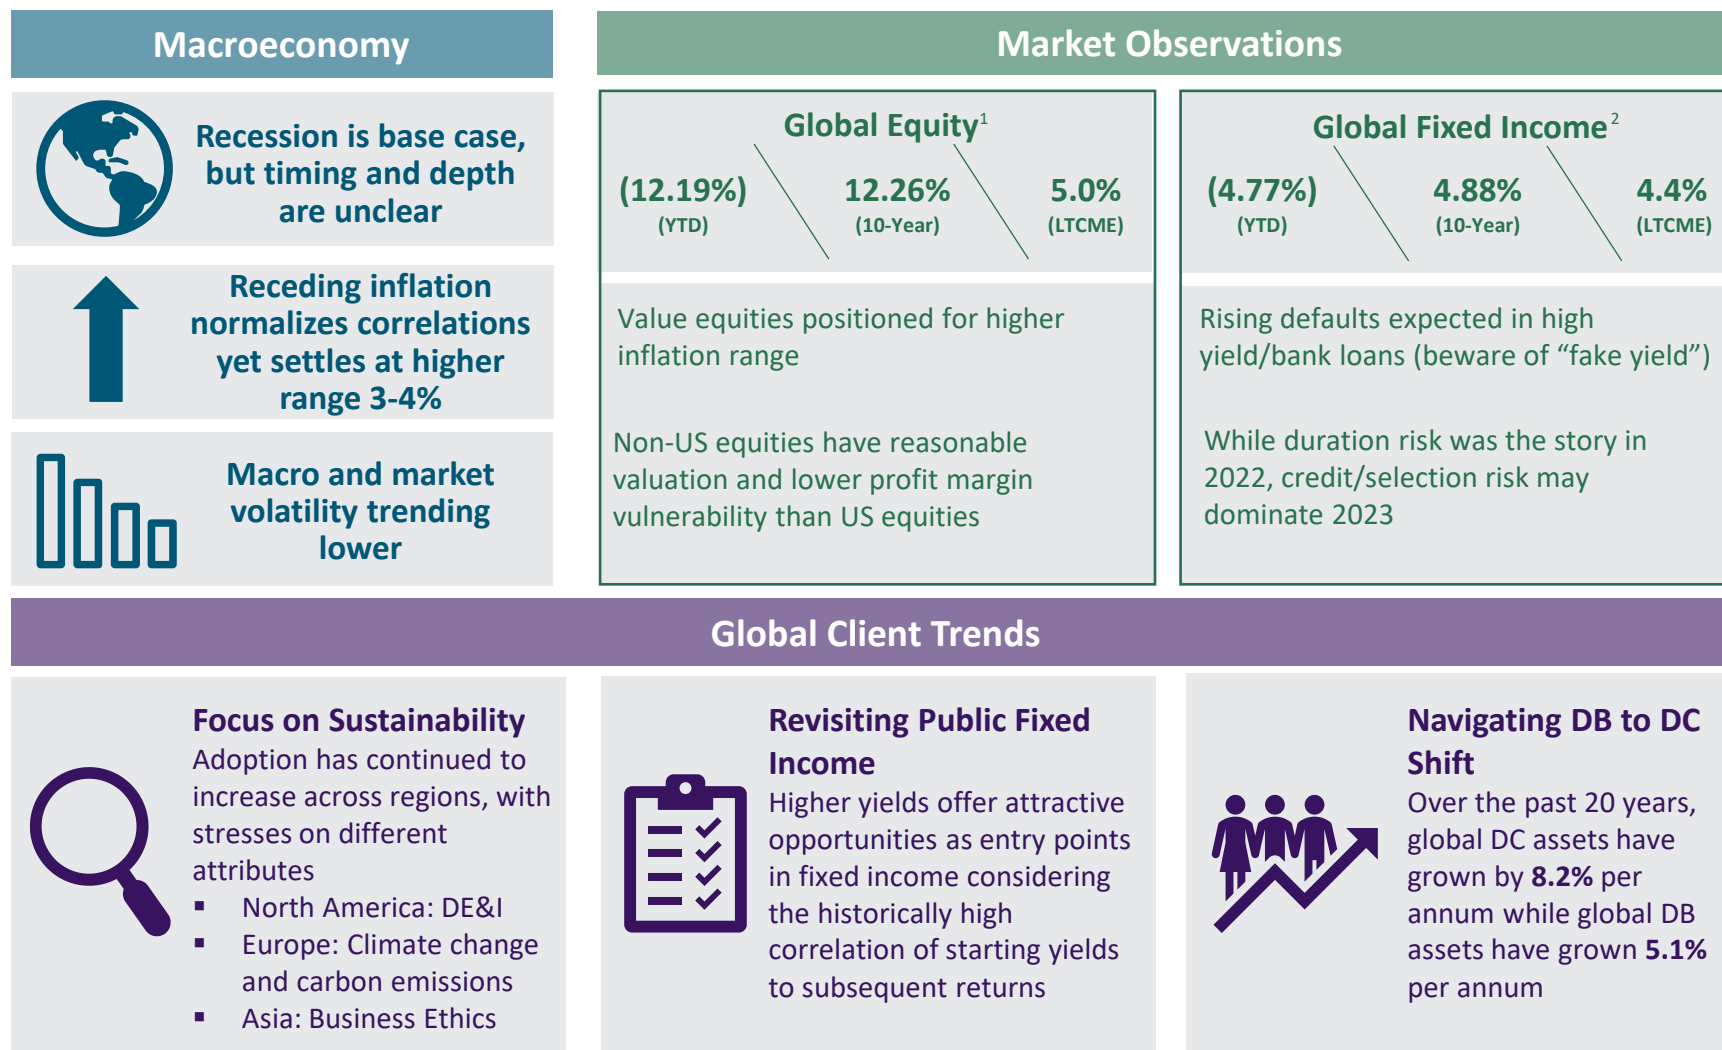 Macroeconomy
Recession is base case,
but timing and depth
are unclear
Receding inflation
normalizes correlations
yet settles at higher
range 3-4%
Macro and market
volatility trending
lower
Market Observations
Global Equity1
(12.19%)
(YTD)
12.26%
(10-Year)
5.0%
(LTCME)
Value equities positioned for higher
inflation range
Non-US equities have reasonable
valuation and lower profit margin
vulnerability than US equities
Global Fixed Income2
(4.77%)
(YTD)
4.88%
(10-Year)
4.4%
(LTCME)
Rising defaults expected in high
yield/bank loans (beware of “fake yield”)
While duration risk was the story in
2022, credit/selection risk may
dominate 2023
Global Client Trends
Focus on Sustainability
Adoption has continued to
increase across regions, with
stresses on different
attributes
▪ North America: DE&I
▪ Europe: Climate change
and carbon emissions
▪ Asia: Business Ethics
Revisiting Public Fixed
Income
Higher yields offer attractive
opportunities as entry points
in fixed income considering
the historically high
correlation of starting yields
to subsequent returns
Navigating DB to DC
Shift
Over the past 20 years,
global DC assets have
grown by 8.2% per
annum while global DB
assets have grown 5.1%
per annum